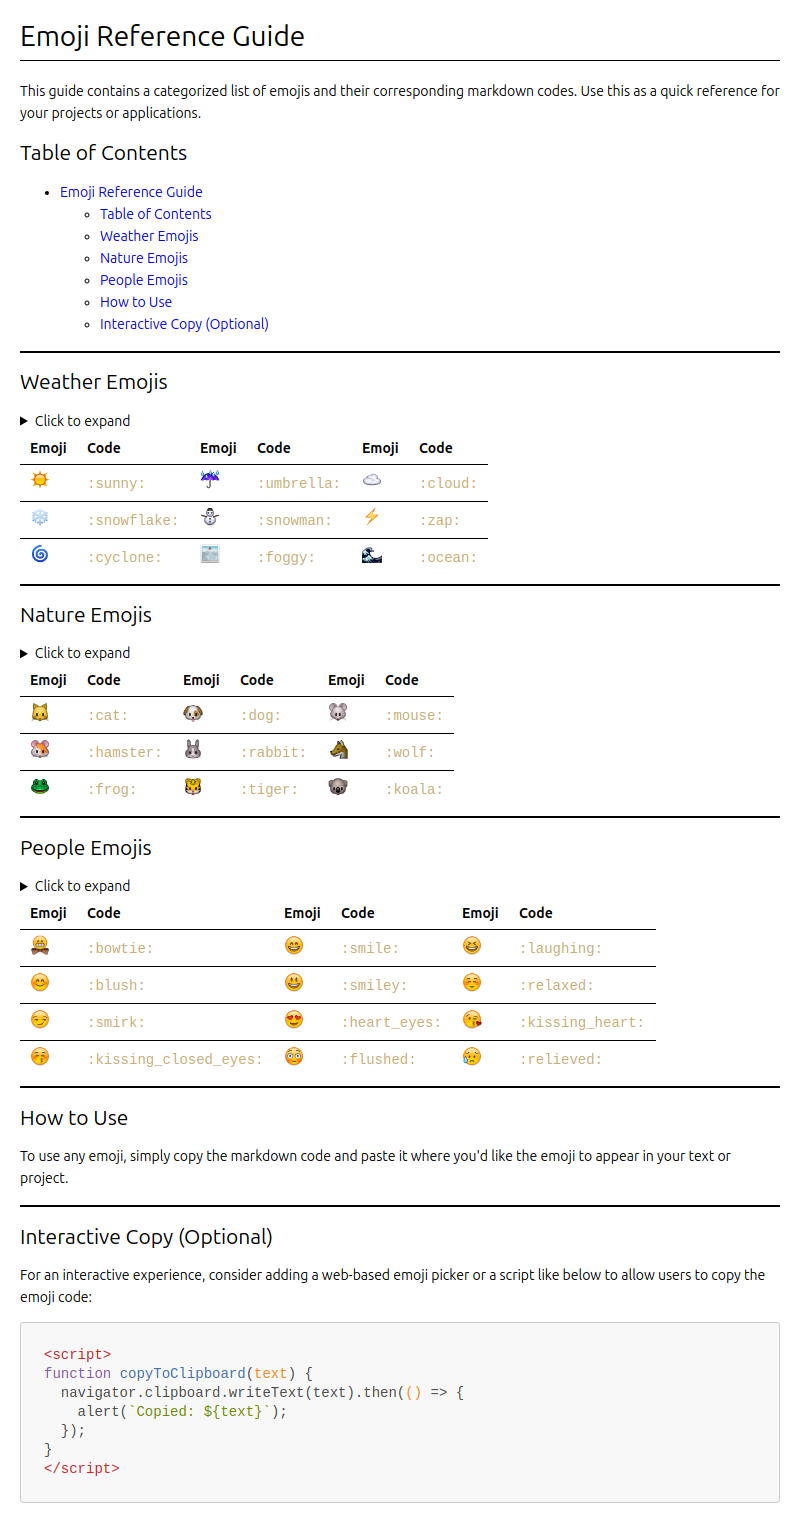 Emoji Reference Guide
This guide contains a categorized list of emojis and their corresponding markdown codes. Use this as a quick reference for
your projects or applications.
Table of Contents
• Emoji Reference Guide
◦ Table of Contents
◦ Weather Emojis
◦ Nature Emojis
◦ People Emojis
◦ How to Use
◦ Interactive Copy (Optional)
Weather Emojis
▶ Click to expand
Emoji Code Emoji Code Emoji Code
☀️ :sunny: ☔ :umbrella: ☁️ :cloud:
❄️ :snowflake: ⛄ :snowman: ⚡ :zap:
🌀 :cyclone: 🌁 :foggy: 🌊 :ocean:
Nature Emojis
▶ Click to expand
Emoji Code Emoji Code Emoji Code
🐱 :cat: 🐶 :dog: 🐭 :mouse:
🐹 :hamster: 🐰 :rabbit: 🐺 :wolf:
🐸 :frog: 🐯 :tiger: 🐨 :koala:
People Emojis
▶ Click to expand
Emoji Code Emoji Code Emoji Code
:bowtie: 😄 :smile: 😆 :laughing:
😊 :blush: 😃 :smiley: ☺️ :relaxed:
😏 :smirk: 😍 :heart_eyes: 😘 :kissing_heart:
😚 :kissing_closed_eyes: 😳 :flushed: 😥 :relieved:
How to Use
To use any emoji, simply copy the markdown code and paste it where you'd like the emoji to appear in your text or
project.
Interactive Copy (Optional)
For an interactive experience, consider adding a web-based emoji picker or a script like below to allow users to copy the
emoji code:
<script>
function copyToClipboard(text) {
  navigator.clipboard.writeText(text).then(() => {
    alert(`Copied: ${text}`);
  });
}
</script>